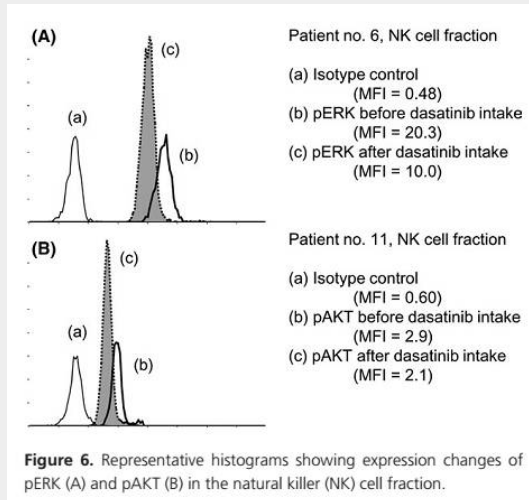 (A)
(c)
(a)
(b)
Patient no. 6, NK cell fraction
(a) Isotype control
(MFI = 0.48)
(b) pERK before dasatinib intake
(MFI = 20.3)
(c) pERK after dasatinib intake
(MFI = 10.0)
(B)
(c)
(a)
(b)
Patient no. 11, NK cell fraction
(a) Isotype control
(MFI = 0.60)
(b) pAKT before dasatinib intake
(MFI = 2.9)
(c) pAKT after dasatinib intake
(MFI = 2.1)
Figure 6. Representative histograms showing expression changes of
pERK (A) and pAKT (B) in the natural killer (NK) cell fraction.